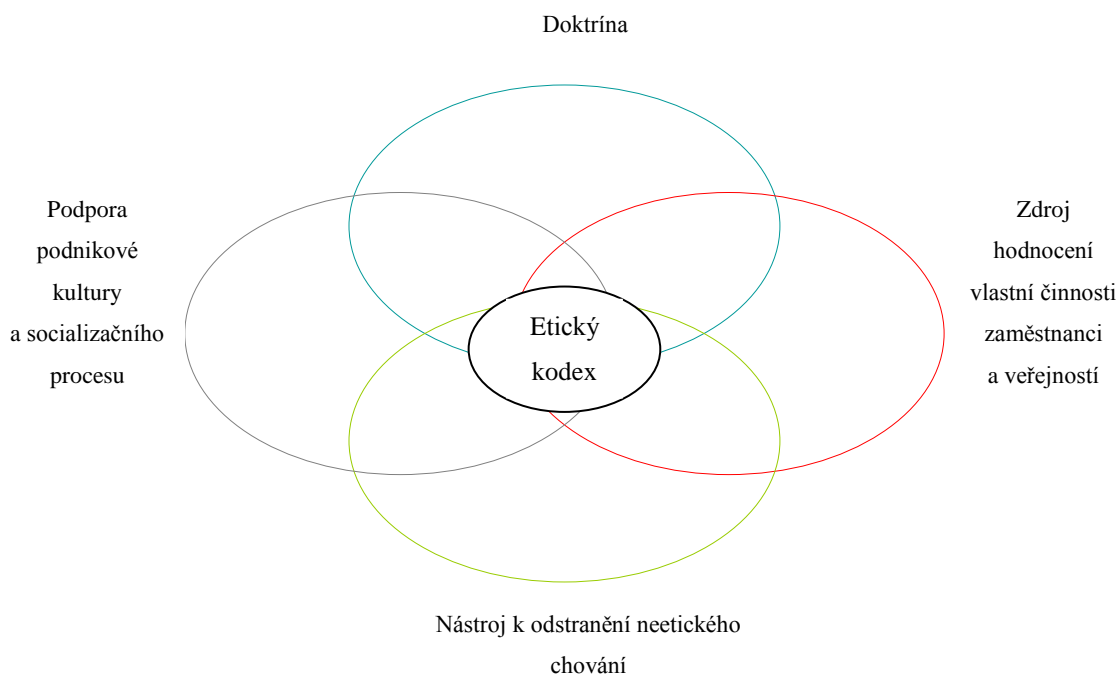 Doktrína
Podpora
podnikové
kultury
a socializačního
procesu
Etický
kodex
Zdroj
hodnocení
vlastní činnosti
zaměstnanci
a veřejností
Nástroj k odstranění neetického
chování